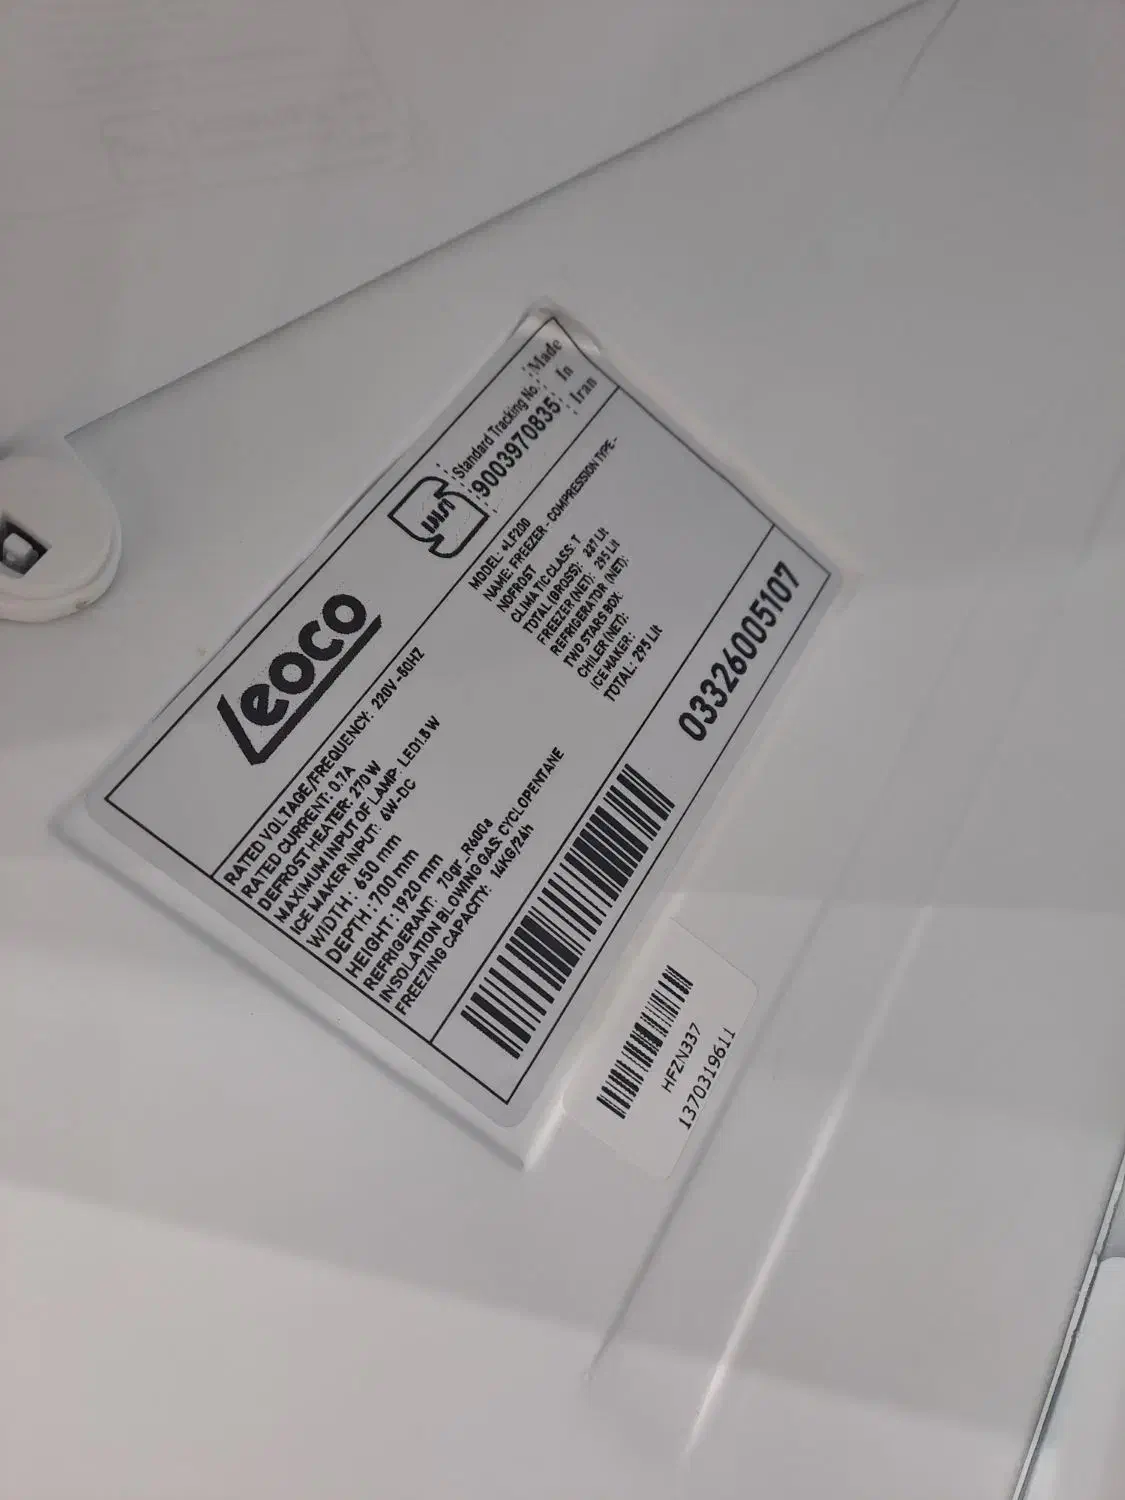 Leoco
Standard Tracking No.
9003970835
Made
In
Iran
RATED VOLTAGE/FREQUENCY: 220V-50HZ
RATED CURRENT: 0.7A
DEFROST HEATER: 270 W
MAXIMUM INPUT OF LAMP: LED1.5 W
ICE MAKER INPUT: 6W-DC
WIDTH: 650 mm
DEPTH: 700 mm
HEIGHT: 1920 mm
REFRIGERANT: 70gr_R600a
INSOLATION BLOWING GAS: CYCLOPENTANE
FREEZING CAPACITY: 14KG/24h
MODEL: +LF200
NAME: FREEZER - COMPRESSION TYPE -
NOFROST
CLIMATIC CLASS: T
TOTAL (GROSS): 337 Lit
FREEZER (NET): 295 Lit
REFRIGERATOR (NET):
TWO STARS BOX:
CHILER (NET):
ICE MAKER:
TOTAL: 295 Lit
03326005107
HFZN337
1370319611